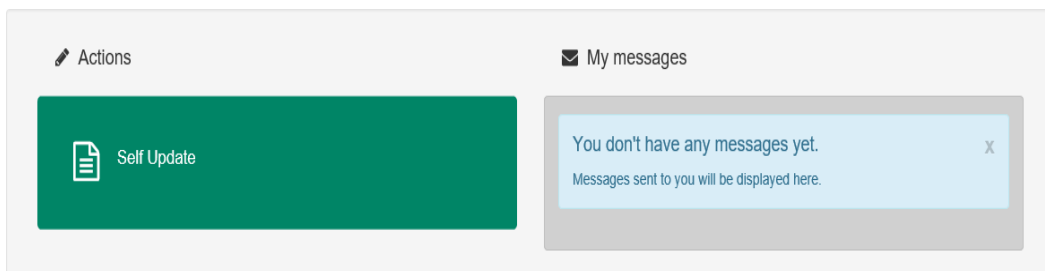 Actions
Self Update
My messages
You don't have any messages yet.
X
Messages sent to you will be displayed here.